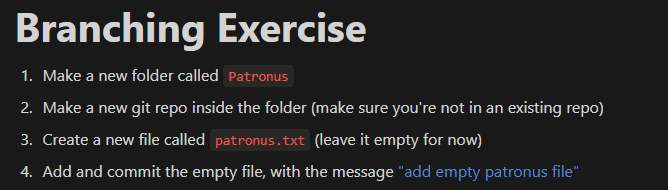 Branching Exercise
1. Make a new folder called Patronus
2. Make a new git repo inside the folder (make sure you're not in an existing repo)
3. Create a new file called patronus.txt (leave it empty for now)
4. Add and commit the empty file, with the message "add empty patronus file"